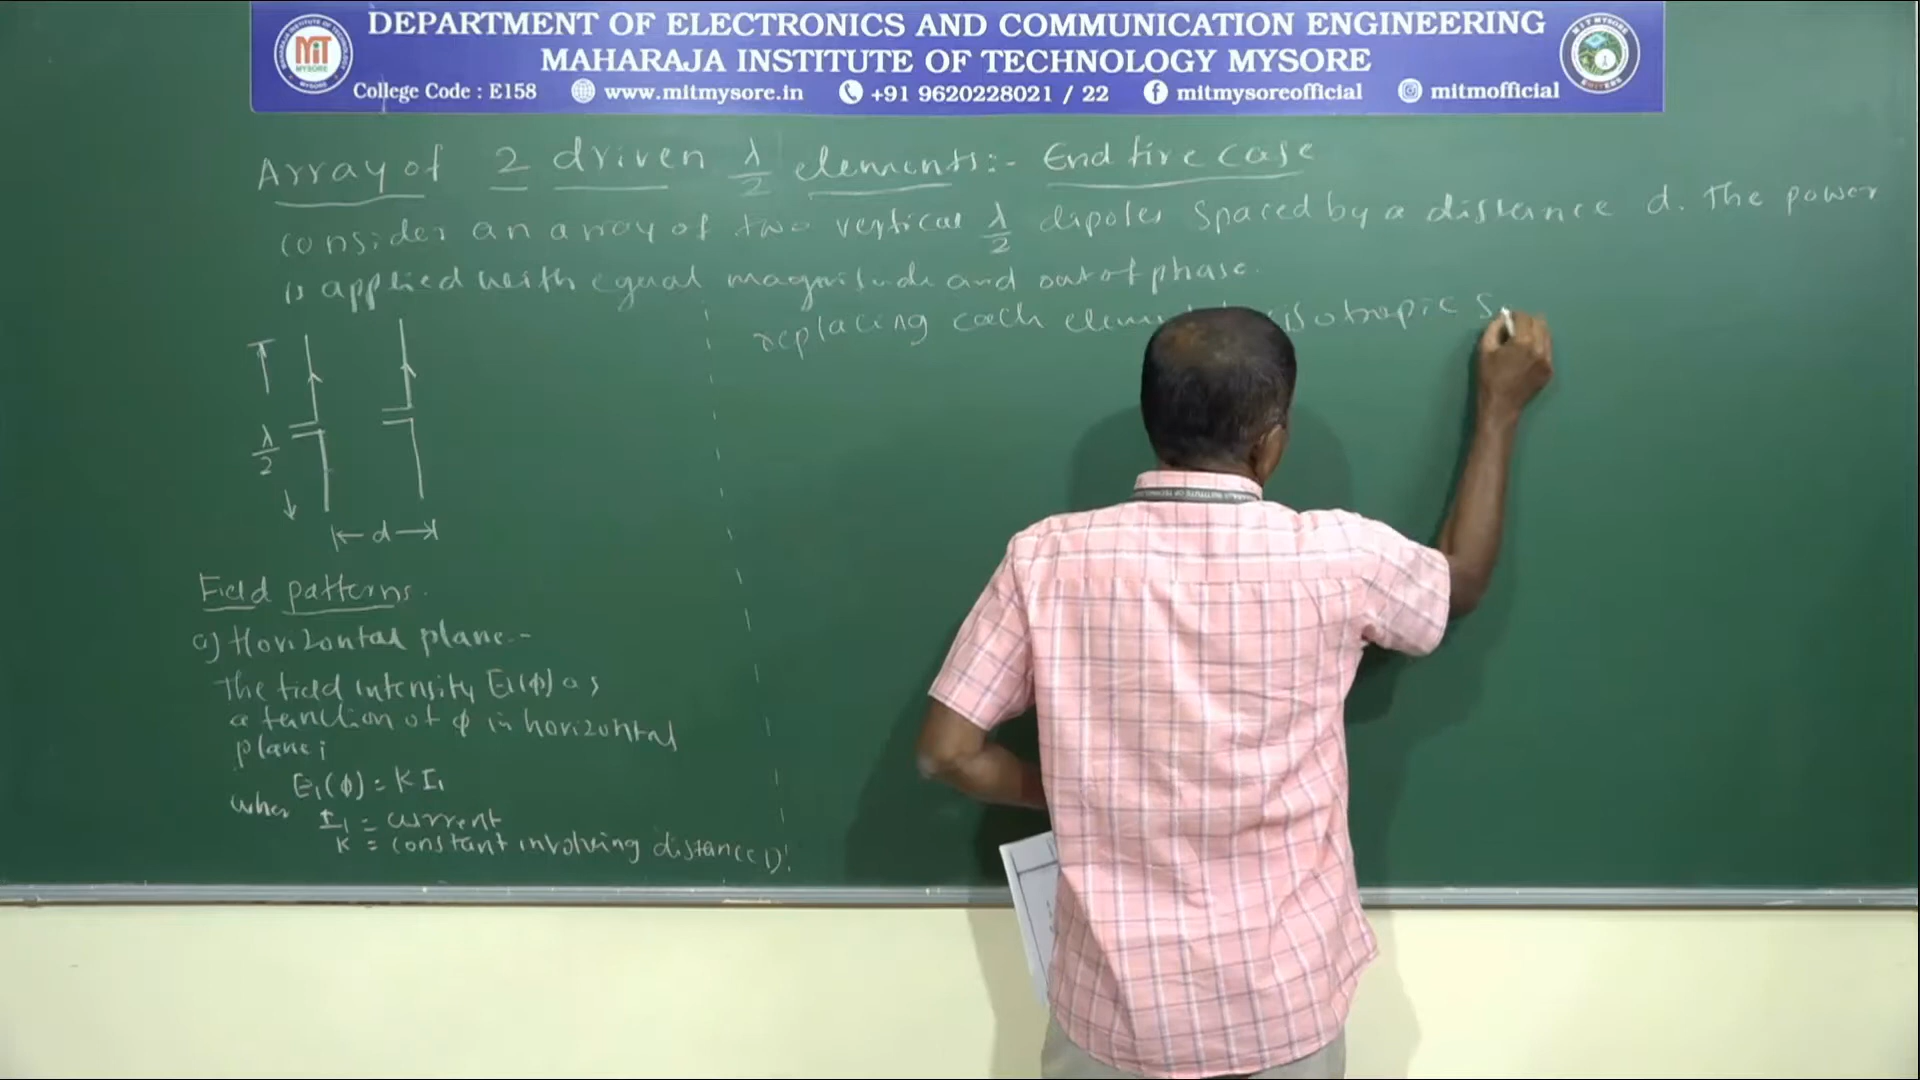 DEPARTMENT OF ELECTRONICS AND COMMUNICATION ENGINEERING
MAHARAJA INSTITUTE OF TECHNOLOGY MYSORE
College Code : E158 www.mitmysore.in +91 9620228021 / 22 mitmysoreofficial mitmofficial
MIT
MYSORE
Array of 2 driven λ/2 elements:- End fire case
consider an array of two vertical λ/2 dipoles spaced by a distance d. The power
is applied with equal magnitude and out of phase.
replacing each isotropic
λ/2
d
Field patterns.
a) Horizontal plane:-
The field intensity E1(ϕ) as
a function of ϕ in horizontal
plane;
E1(ϕ) = K I1
wher
I1 = current
K = constant involving distance D'.